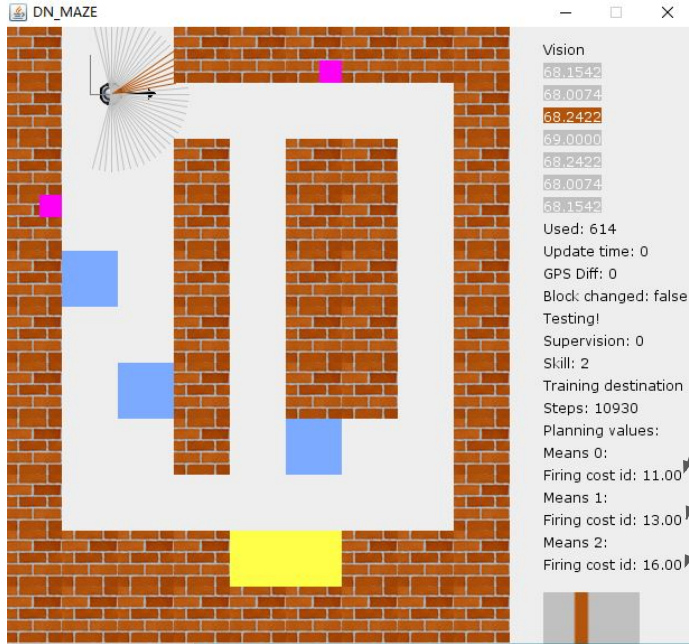 DN_MAZE
Vision
68.1542
68.0074
68.2422
69.0000
68.2422
68.0074
68.1542
Used: 614
Update time: 0
GPS Diff: 0
Block changed: false
Testing!
Supervision: 0
Skill: 2
Training destination
Steps: 10930
Planning values:
Means 0:
Firing cost id: 11.00
Means 1:
Firing cost id: 13.00
Means 2:
Firing cost id: 16.00